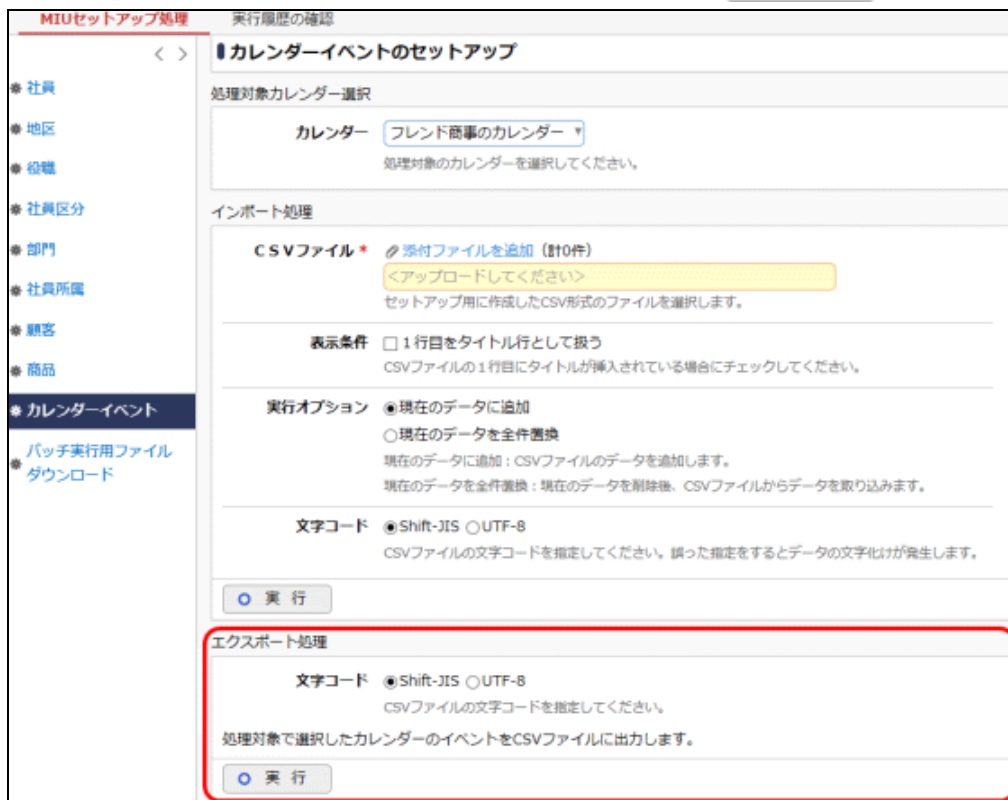 MIUセットアップ処理 実行履歴の確認
< >
社員
地区
役職
社員区分
部門
社員所属
顧客
商品
カレンダーイベント
バッチ実行用ファイル
ダウンロード
カレンダーイベントのセットアップ
処理対象カレンダー選択
カレンダー フレンド商事のカレンダー
処理対象のカレンダーを選択してください。
インポート処理
ＣＳＶファイル * 添付ファイルを追加 (計0件)
<アップロードしてください>
セットアップ用に作成したCSV形式のファイルを選択します。
表示条件 １行目をタイトル行として扱う
CSVファイルの１行目にタイトルが挿入されている場合にチェックしてください。
実行オプション 現在のデータに追加
現在のデータを全件置換
現在のデータに追加：CSVファイルのデータを追加します。
現在のデータを全件置換：現在のデータを削除後、CSVファイルからデータを取り込みます。
文字コード Shift-JIS UTF-8
CSVファイルの文字コードを指定してください。誤った指定をするとデータの文字化けが発生します。
実 行
エクスポート処理
文字コード Shift-JIS UTF-8
CSVファイルの文字コードを指定してください。
処理対象で選択したカレンダーのイベントをCSVファイルに出力します。
実 行